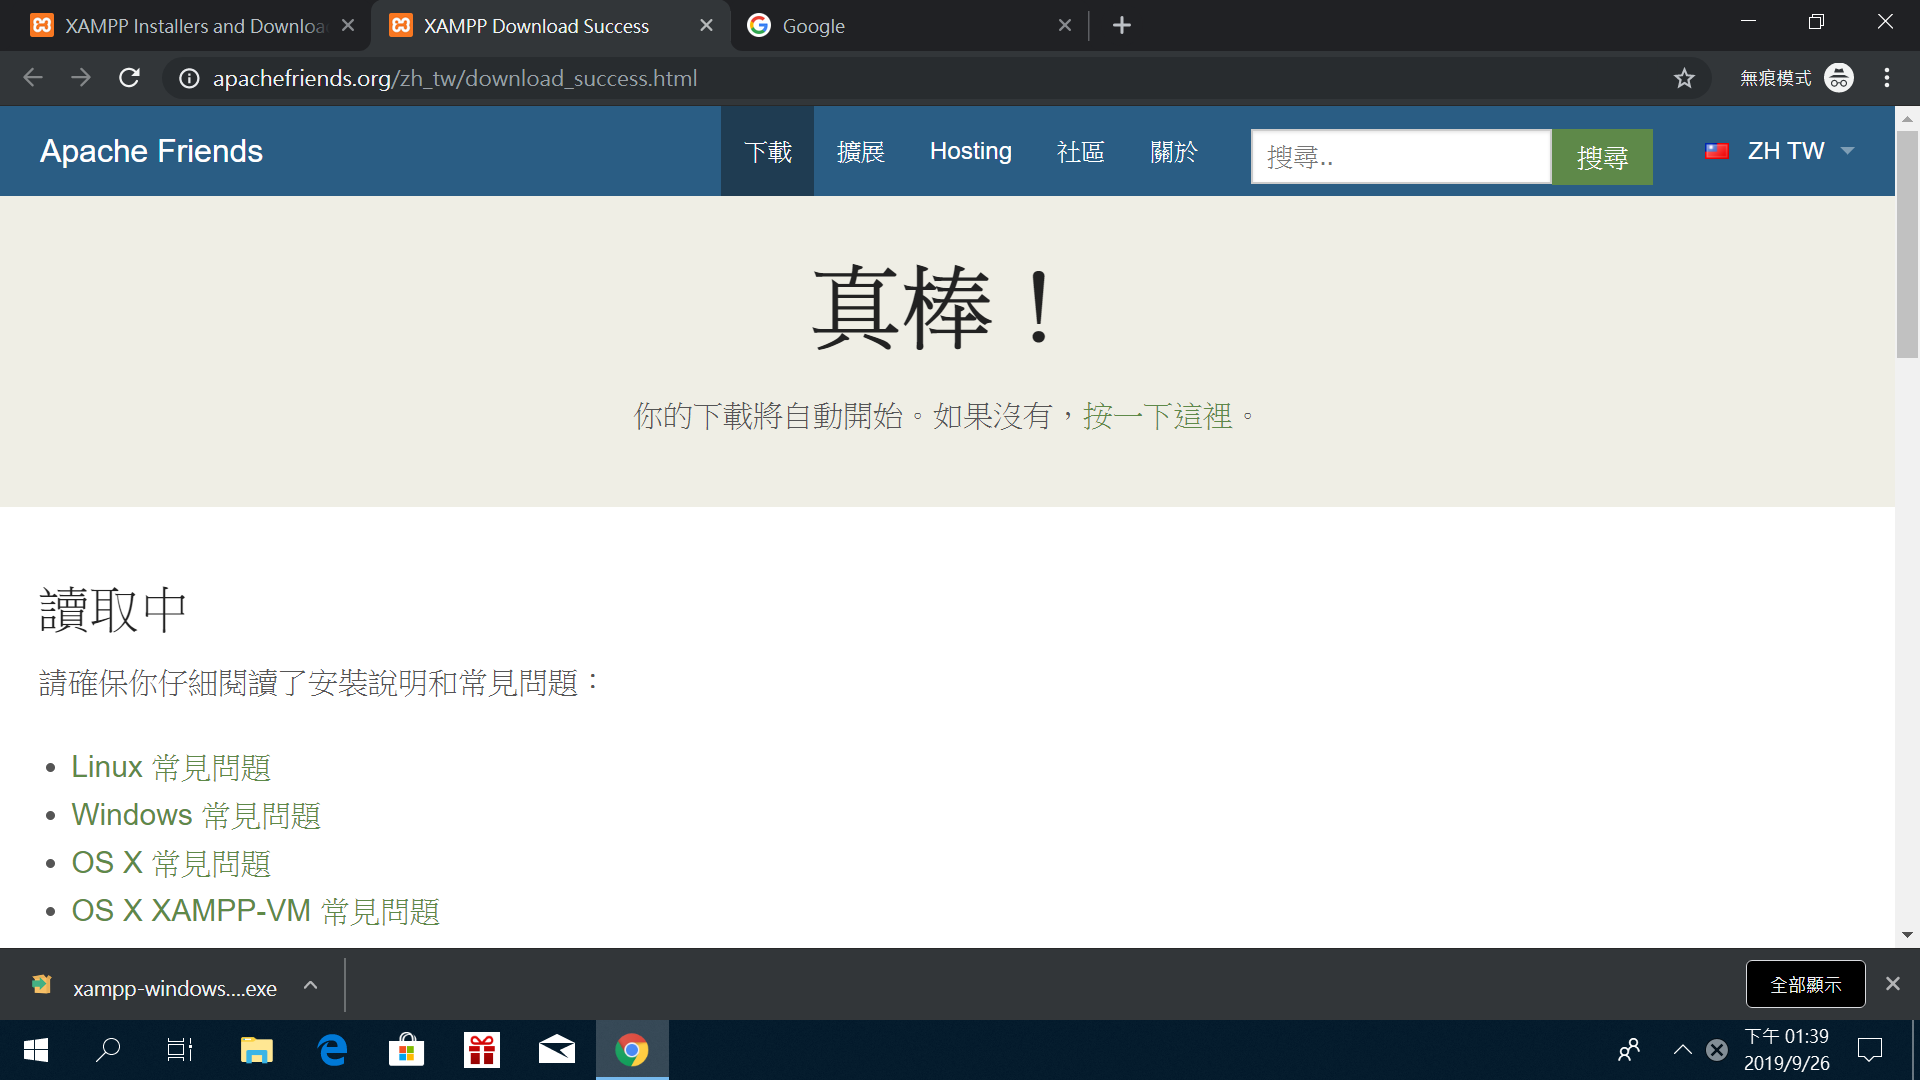 XAMPP Installers and Downloa
XAMPP Download Success
Google
apachefriends.org/zh_tw/download_success.html
無痕模式
Apache Friends
下載
擴展
Hosting
社區
關於
搜尋..
搜尋
ZH TW
真棒！
你的下載將自動開始。如果沒有，按一下這裡。
讀取中
請確保你仔細閱讀了安裝說明和常見問題：
Linux 常見問題
Windows 常見問題
OS X 常見問題
OS X XAMPP-VM 常見問題
xampp-windows....exe
全部顯示
下午 01:39
2019/9/26